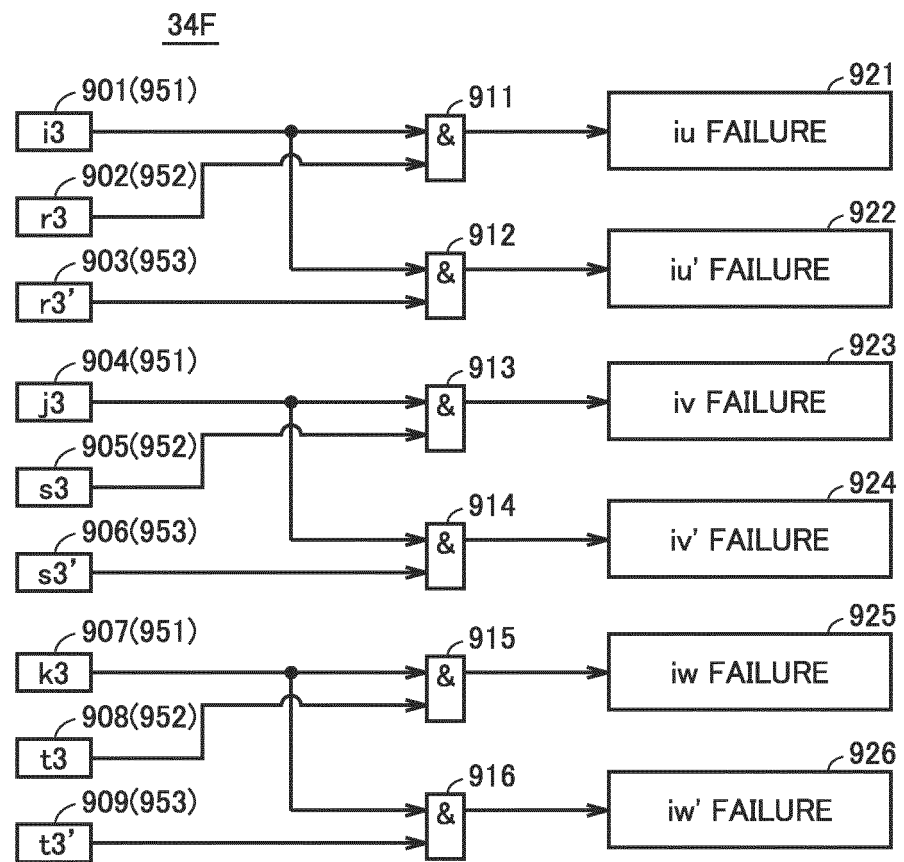 34F
901(951)
i3
902(952)
r3
903(953)
r3'
911
&
921
iu FAILURE
912
&
922
iu' FAILURE
904(951)
j3
905(952)
s3
906(953)
s3'
913
&
923
iv FAILURE
914
&
924
iv' FAILURE
907(951)
k3
908(952)
t3
909(953)
t3'
915
&
925
iw FAILURE
916
&
926
iw' FAILURE